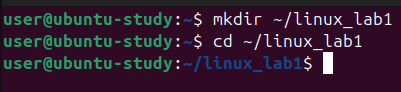 user@ubuntu-study:~$ mkdir ~/linux_lab1
user@ubuntu-study:~$ cd ~/linux_lab1
user@ubuntu-study:~/linux_lab1$